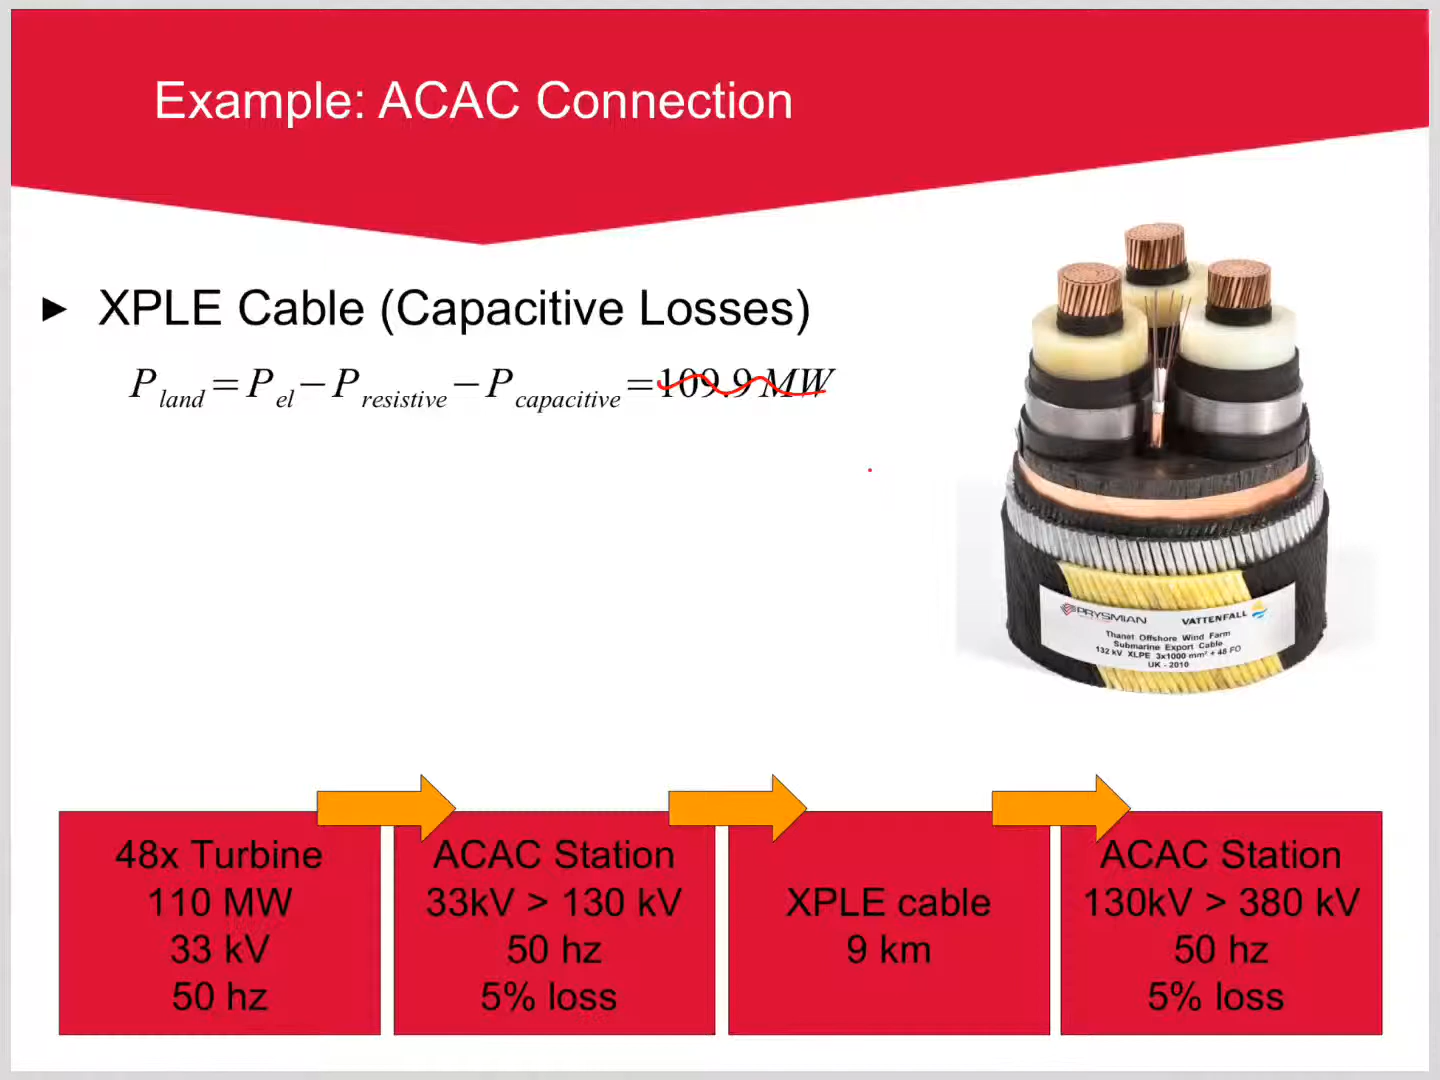 Example: ACAC Connection
► XPLE Cable (Capacitive Losses)
P land = P el − P resistive − P capacitive = 109.9 MW
PRYSMIAN VATTENFALL
Thanet Offshore Wind Farm
Submarine Export Cable
132 kV XLPE 3x1000 mm² + 48 FO
UK - 2010
48x Turbine
110 MW
33 kV
50 hz
ACAC Station
33kV > 130 kV
50 hz
5% loss
XPLE cable
9 km
ACAC Station
130kV > 380 kV
50 hz
5% loss